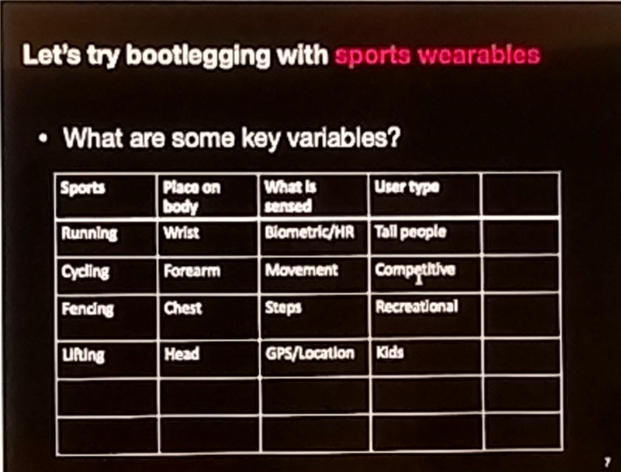 Let's try bootlegging with sports wearables
• What are some key variables?
Sports Place on body What is sensed User type
Running Wrist Biometric/HR Tall people
Cycling Forearm Movement Competitive
Fencing Chest Steps Recreational
Lifting Head GPS/Location Kids
7